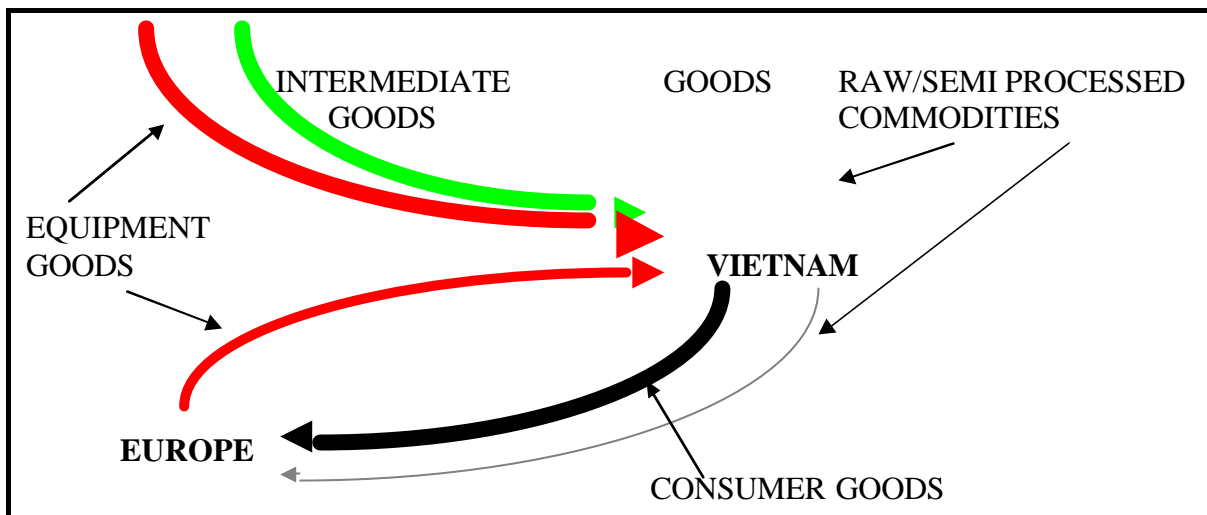 INTERMEDIATE GOODS RAW/SEMI PROCESSED
GOODS COMMODITIES
EQUIPMENT
GOODS
VIETNAM
EUROPE
CONSUMER GOODS